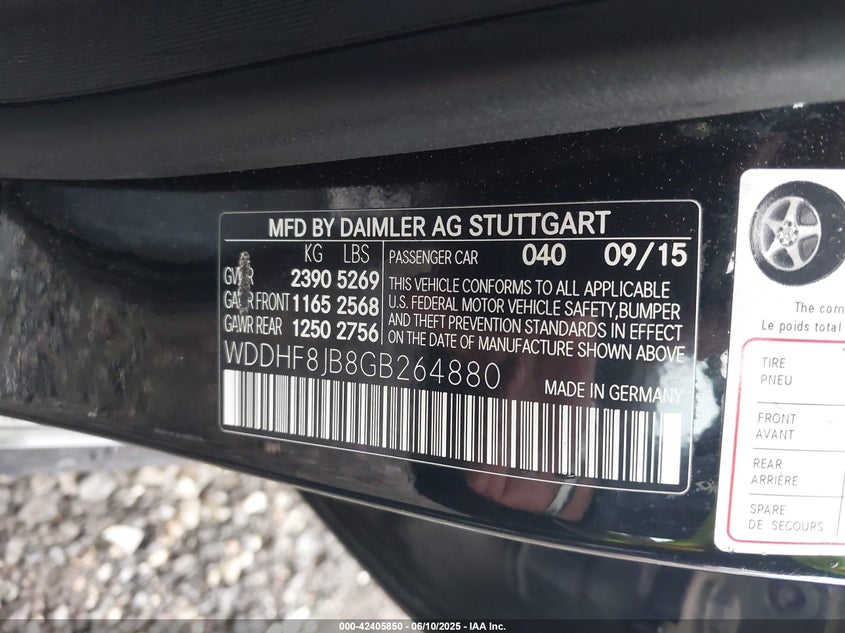 MFD BY DAIMLER AG STUTTGART
KG LBS
GVWR 2390 5269
GAWR FRONT 1165 2568
GAWR REAR 1250 2756
PASSENGER CAR 040 09/15
THIS VEHICLE CONFORMS TO ALL APPLICABLE
U.S. FEDERAL MOTOR VEHICLE SAFETY,BUMPER
AND THEFT PREVENTION STANDARDS IN EFFECT
ON THE DATE OF MANUFACTURE SHOWN ABOVE
WDDHF8JB8GB264880
MADE IN GERMANY
The com
Le poids total
TIRE
PNEU
FRONT
AVANT
REAR
ARRIÈRE
SPARE
DE SECOURS
000-42405850 - 06/10/2025 - IAA Inc.